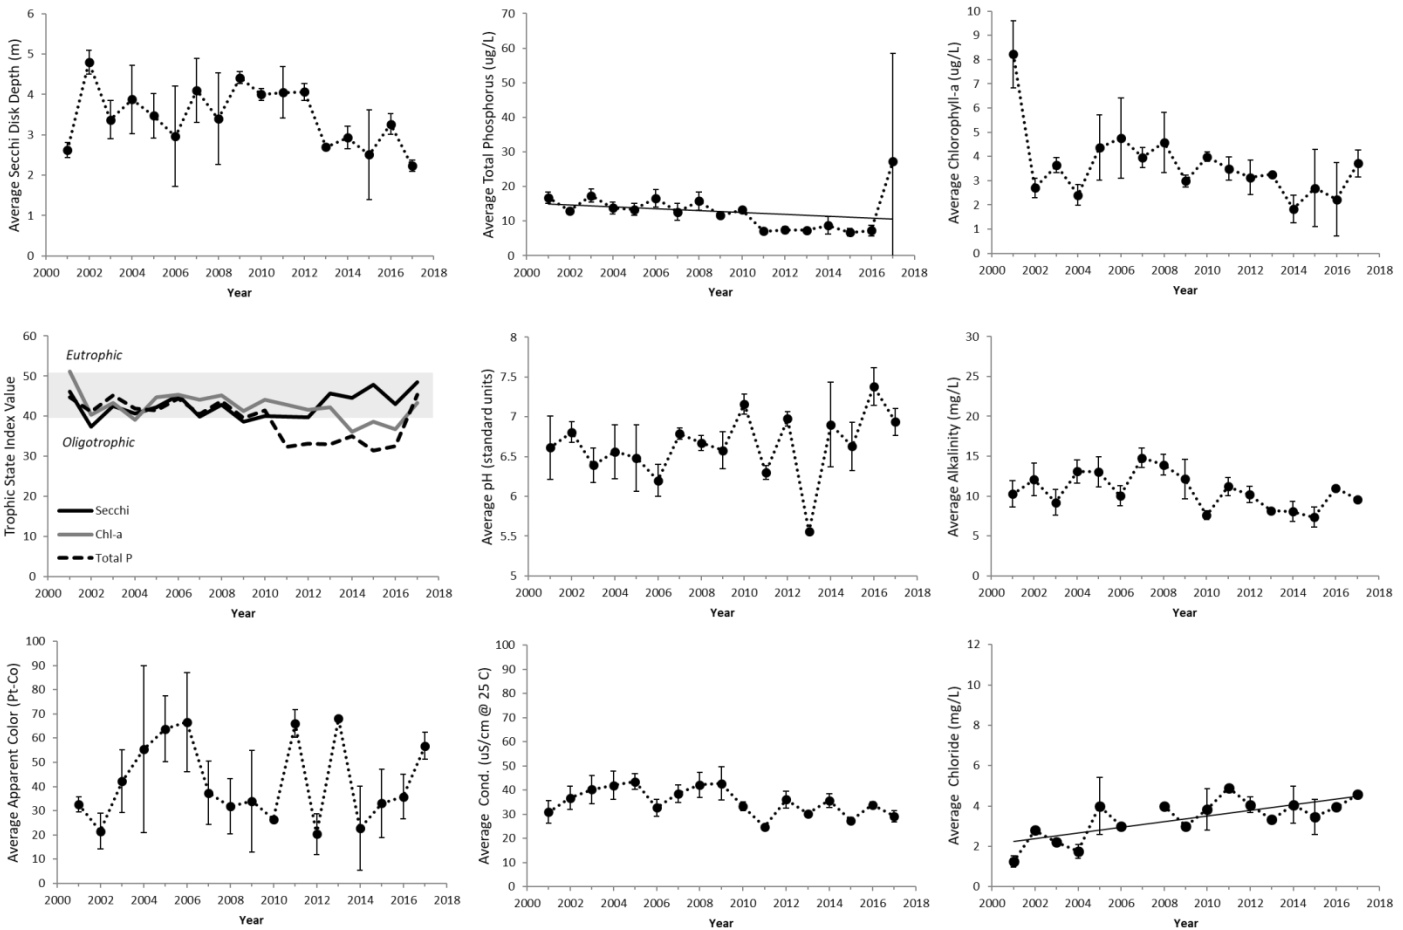 Average Secchi Disk Depth (m)
6
5
4
3
2
1
0
2000 2002 2004 2006 2008 2010 2012 2014 2016 2018
Year
Average Total Phosphorus (ug/L)
70
60
50
40
30
20
10
0
2000 2002 2004 2006 2008 2010 2012 2014 2016 2018
Year
Average Chlorophyll-a (ug/L)
10
9
8
7
6
5
4
3
2
1
0
2000 2002 2004 2006 2008 2010 2012 2014 2016 2018
Year
Trophic State Index Value
60
50
40
30
20
10
0
Eutrophic
Oligotrophic
Secchi
Chl-a
Total P
2000 2002 2004 2006 2008 2010 2012 2014 2016 2018
Year
Average pH (standard units)
8
7.5
7
6.5
6
5.5
5
2000 2002 2004 2006 2008 2010 2012 2014 2016 2018
Year
Average Alkalinity (mg/L)
30
25
20
15
10
5
0
2000 2002 2004 2006 2008 2010 2012 2014 2016 2018
Year
Average Apparent Color (Pt-Co)
100
90
80
70
60
50
40
30
20
10
0
2000 2002 2004 2006 2008 2010 2012 2014 2016 2018
Year
Average Cond. (uS/cm @ 25 C)
100
90
80
70
60
50
40
30
20
10
0
2000 2002 2004 2006 2008 2010 2012 2014 2016 2018
Year
Average Chloride (mg/L)
12
10
8
6
4
2
0
2000 2002 2004 2006 2008 2010 2012 2014 2016 2018
Year